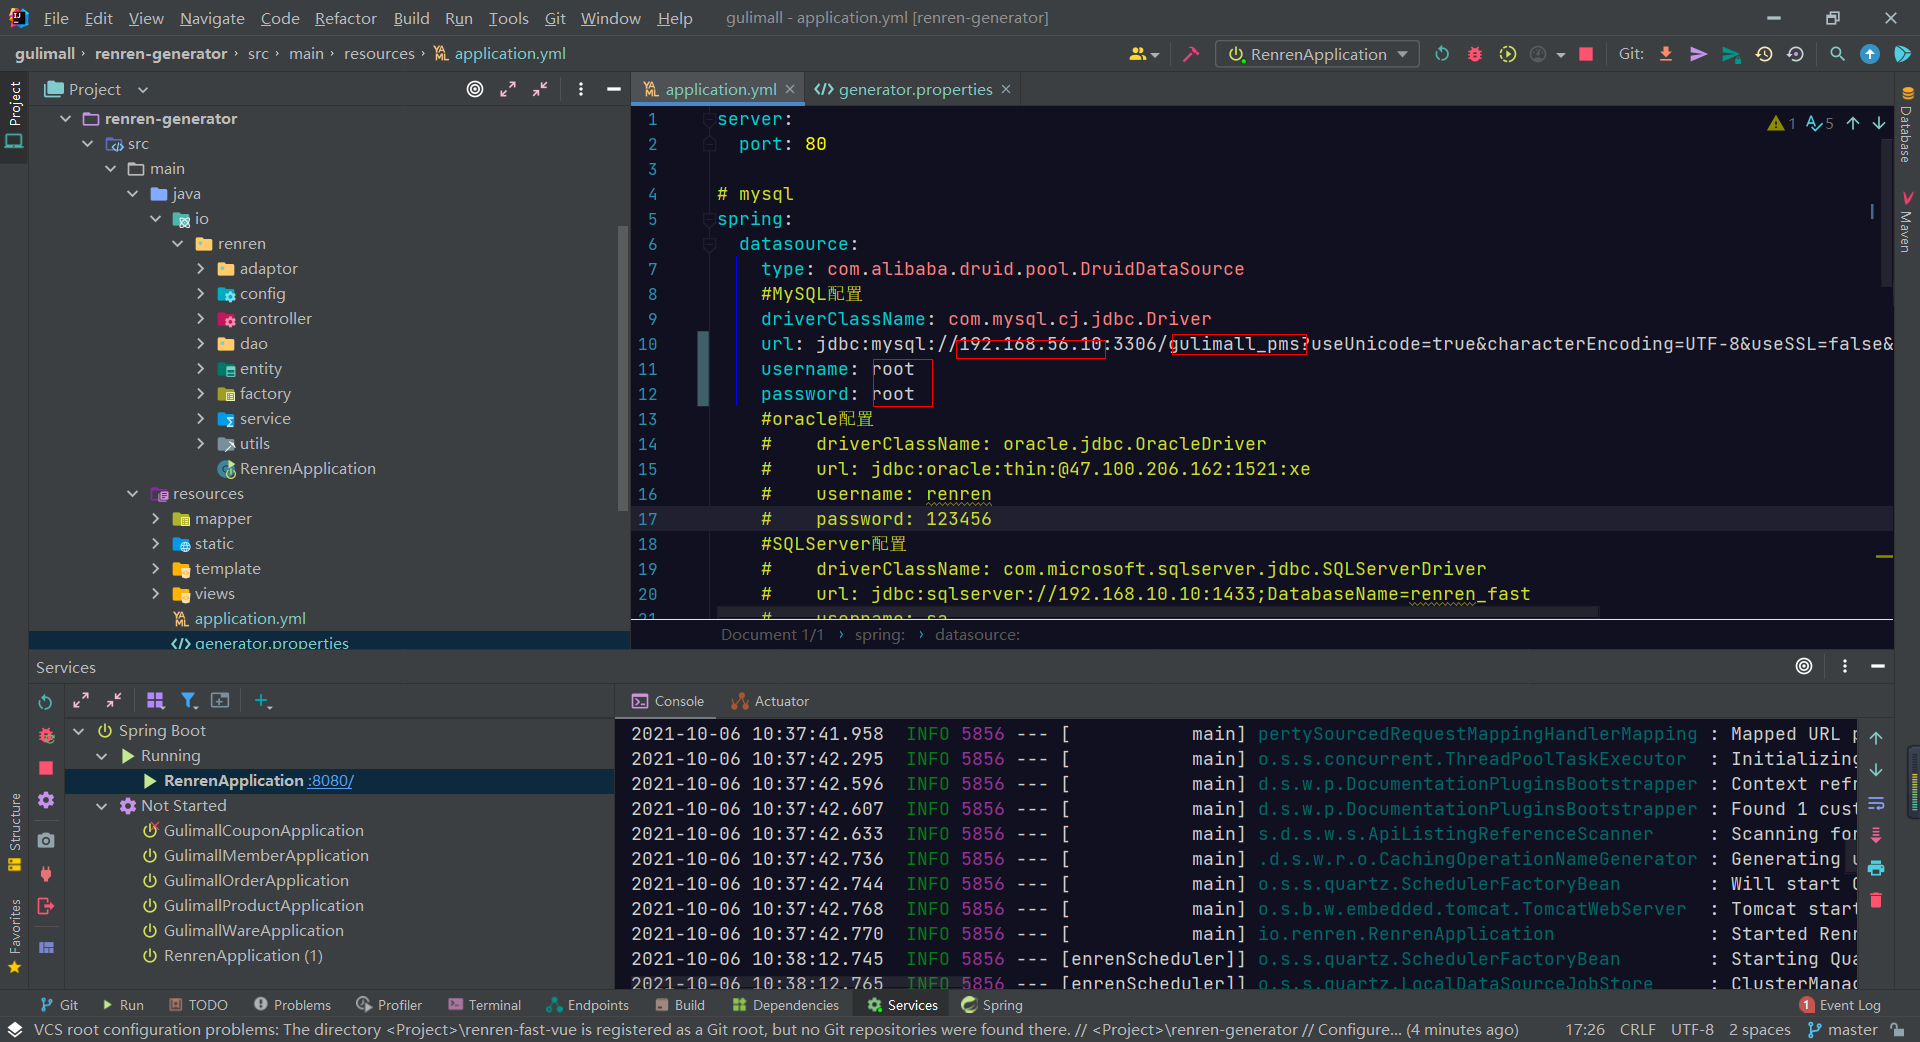 File Edit View Navigate Code Refactor Build Run Tools Git Window Help gulimall - application.yml [renren-generator]
gulimall › renren-generator › src › main › resources › application.yml RenrenApplication Git:
Project
application.yml
generator.properties
Project
Structure
Favorites
Database
Maven
renren-generator
src
main
java
io
renren
adaptor
config
controller
dao
entity
factory
service
utils
RenrenApplication
resources
mapper
static
template
views
application.yml
generator.properties
1 server:
2 port: 80
3
4 # mysql
5 spring:
6 datasource:
7 type: com.alibaba.druid.pool.DruidDataSource
8 #MySQL配置
9 driverClassName: com.mysql.cj.jdbc.Driver
10 url: jdbc:mysql://192.168.56.10:3306/gulimall_pms?useUnicode=true&characterEncoding=UTF-8&useSSL=false&
11 username: root
12 password: root
13 #oracle配置
14 # driverClassName: oracle.jdbc.OracleDriver
15 # url: jdbc:oracle:thin:@47.100.206.162:1521:xe
16 # username: renren
17 # password: 123456
18 #SQLServer配置
19 # driverClassName: com.microsoft.sqlserver.jdbc.SQLServerDriver
20 # url: jdbc:sqlserver://192.168.10.10:1433;DatabaseName=renren_fast
21 # username: sa
1 5
Document 1/1 › spring: › datasource:
Services
Spring Boot
Running
RenrenApplication :8080/
Not Started
GulimallCouponApplication
GulimallMemberApplication
GulimallOrderApplication
GulimallProductApplication
GulimallWareApplication
RenrenApplication (1)
Console Actuator
2021-10-06 10:37:41.958 INFO 5856 --- [ main] pertySourcedRequestMappingHandlerMapping : Mapped URL p
2021-10-06 10:37:42.295 INFO 5856 --- [ main] o.s.s.concurrent.ThreadPoolTaskExecutor : Initializing
2021-10-06 10:37:42.596 INFO 5856 --- [ main] d.s.w.p.DocumentationPluginsBootstrapper : Context refr
2021-10-06 10:37:42.607 INFO 5856 --- [ main] d.s.w.p.DocumentationPluginsBootstrapper : Found 1 cust
2021-10-06 10:37:42.633 INFO 5856 --- [ main] s.d.s.w.s.ApiListingReferenceScanner : Scanning for
2021-10-06 10:37:42.736 INFO 5856 --- [ main] .d.s.w.r.o.CachingOperationNameGenerator : Generating u
2021-10-06 10:37:42.744 INFO 5856 --- [ main] o.s.s.quartz.SchedulerFactoryBean : Will start Q
2021-10-06 10:37:42.768 INFO 5856 --- [ main] o.s.b.w.embedded.tomcat.TomcatWebServer : Tomcat start
2021-10-06 10:37:42.770 INFO 5856 --- [ main] io.renren.RenrenApplication : Started Renr
2021-10-06 10:38:12.745 INFO 5856 --- [enrenScheduler]] o.s.s.quartz.SchedulerFactoryBean : Starting Qua
2021-10-06 10:38:12.765 INFO 5856 --- [enrenScheduler]] o.s.s.quartz.LocalDataSourceJobStore : ClusterManac
Git Run TODO Problems Profiler Terminal Endpoints Build Dependencies Services Spring 1 Event Log
VCS root configuration problems: The directory <Project>\renren-fast-vue is registered as a Git root, but no Git repositories were found there. // <Project>\renren-generator // Configure... (4 minutes ago) 17:26 CRLF UTF-8 2 spaces master